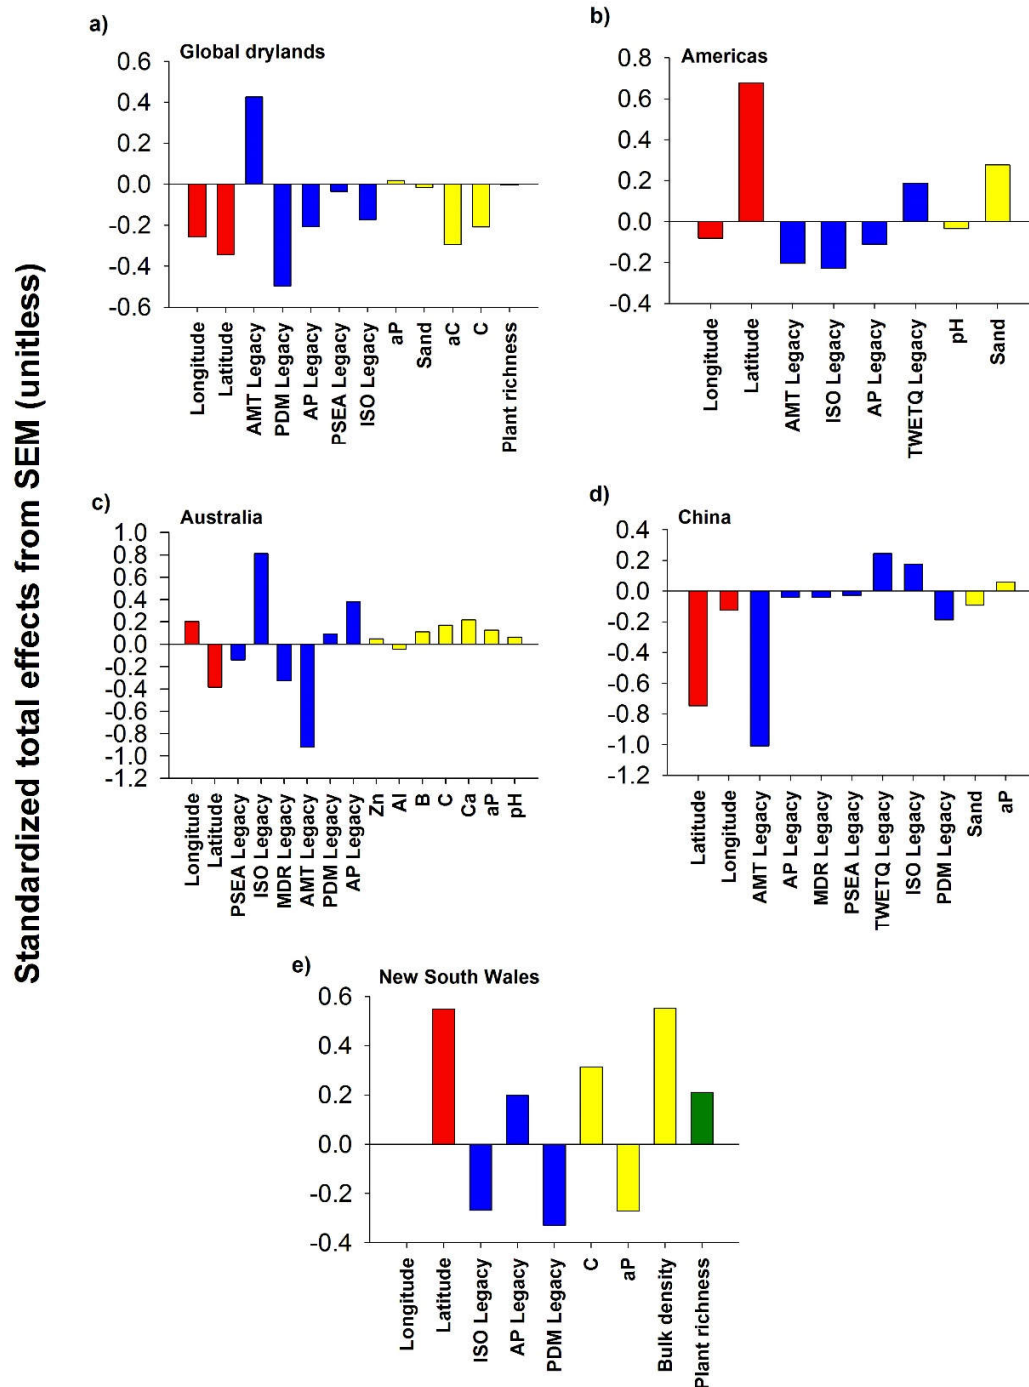 Standardized total effects from SEM (unitless)
a)
Global drylands
0.6
0.4
0.2
0.0
-0.2
-0.4
-0.6
Longitude
Latitude
AMT Legacy
PDM Legacy
AP Legacy
PSEA Legacy
ISO Legacy
aP
Sand
aC
C
Plant richness
b)
Americas
0.8
0.6
0.4
0.2
0.0
-0.2
-0.4
Longitude
Latitude
AMT Legacy
ISO Legacy
AP Legacy
TWETQ Legacy
pH
Sand
c)
Australia
1.0
0.8
0.6
0.4
0.2
0.0
-0.2
-0.4
-0.6
-0.8
-1.0
-1.2
Longitude
Latitude
PSEA Legacy
ISO Legacy
MDR Legacy
AMT Legacy
PDM Legacy
AP Legacy
Zn
Al
B
C
Ca
aP
pH
d)
China
0.4
0.2
0.0
-0.2
-0.4
-0.6
-0.8
-1.0
-1.2
Latitude
Longitude
AMT Legacy
AP Legacy
MDR Legacy
PSEA Legacy
TWETQ Legacy
ISO Legacy
PDM Legacy
Sand
aP
e)
New South Wales
0.6
0.4
0.2
0.0
-0.2
-0.4
Longitude
Latitude
ISO Legacy
AP Legacy
PDM Legacy
C
aP
Bulk density
Plant richness